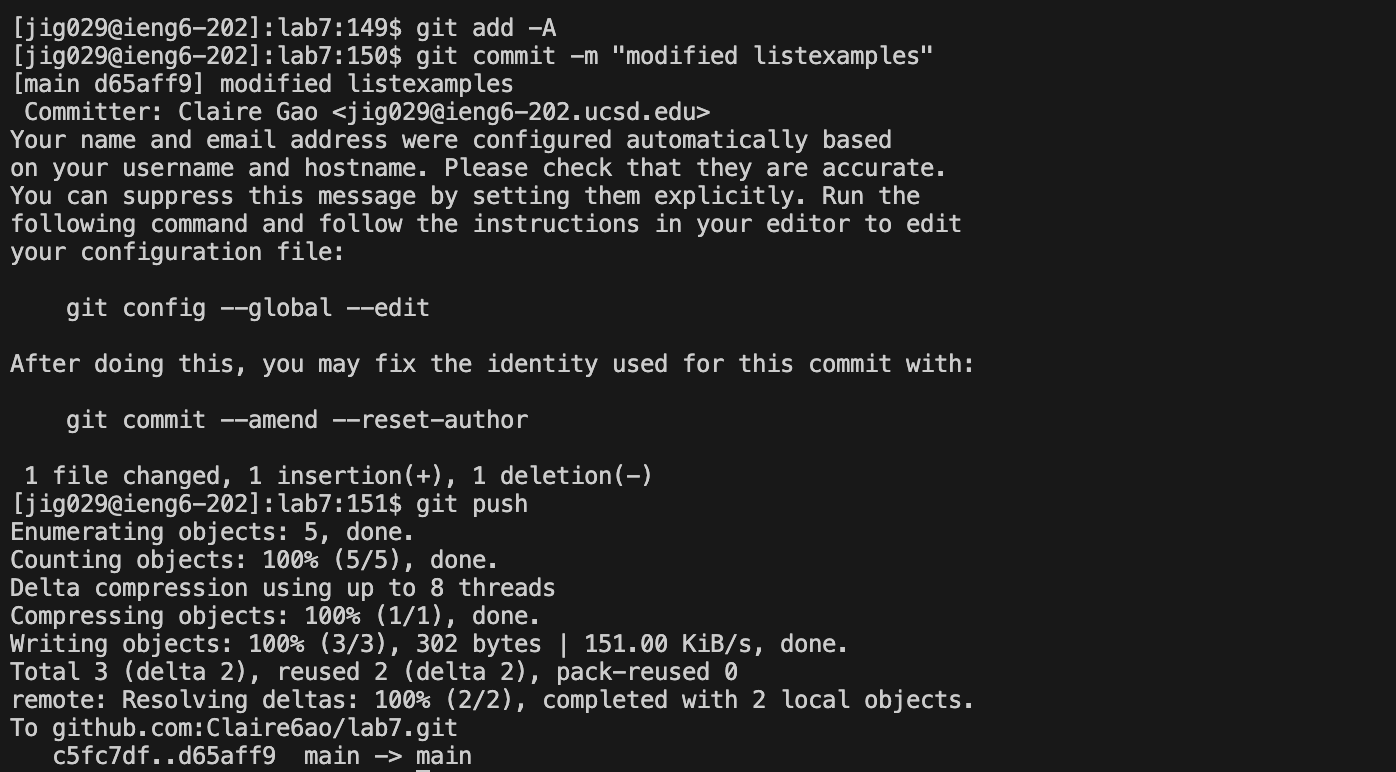 [jig029@ieng6-202]:lab7:149$ git add -A
[jig029@ieng6-202]:lab7:150$ git commit -m "modified listexamples"
[main d65aff9] modified listexamples
 Committer: Claire Gao <jig029@ieng6-202.ucsd.edu>
Your name and email address were configured automatically based
on your username and hostname. Please check that they are accurate.
You can suppress this message by setting them explicitly. Run the
following command and follow the instructions in your editor to edit
your configuration file:

    git config --global --edit

After doing this, you may fix the identity used for this commit with:

    git commit --amend --reset-author

 1 file changed, 1 insertion(+), 1 deletion(-)
[jig029@ieng6-202]:lab7:151$ git push
Enumerating objects: 5, done.
Counting objects: 100% (5/5), done.
Delta compression using up to 8 threads
Compressing objects: 100% (1/1), done.
Writing objects: 100% (3/3), 302 bytes | 151.00 KiB/s, done.
Total 3 (delta 2), reused 2 (delta 2), pack-reused 0
remote: Resolving deltas: 100% (2/2), completed with 2 local objects.
To github.com:Claire6ao/lab7.git
   c5fc7df..d65aff9  main -> main